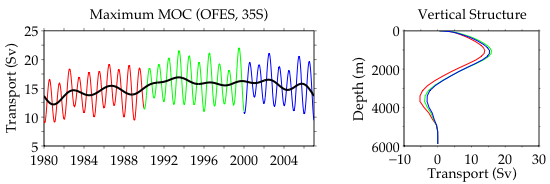 Maximum MOC (OFES, 35S)
Transport (Sv)
25
20
15
10
5
1980 1984 1988 1992 1996 2000 2004
Vertical Structure
Depth (m)
0
2000
4000
6000
−10 0 10 20 30
Transport (Sv)